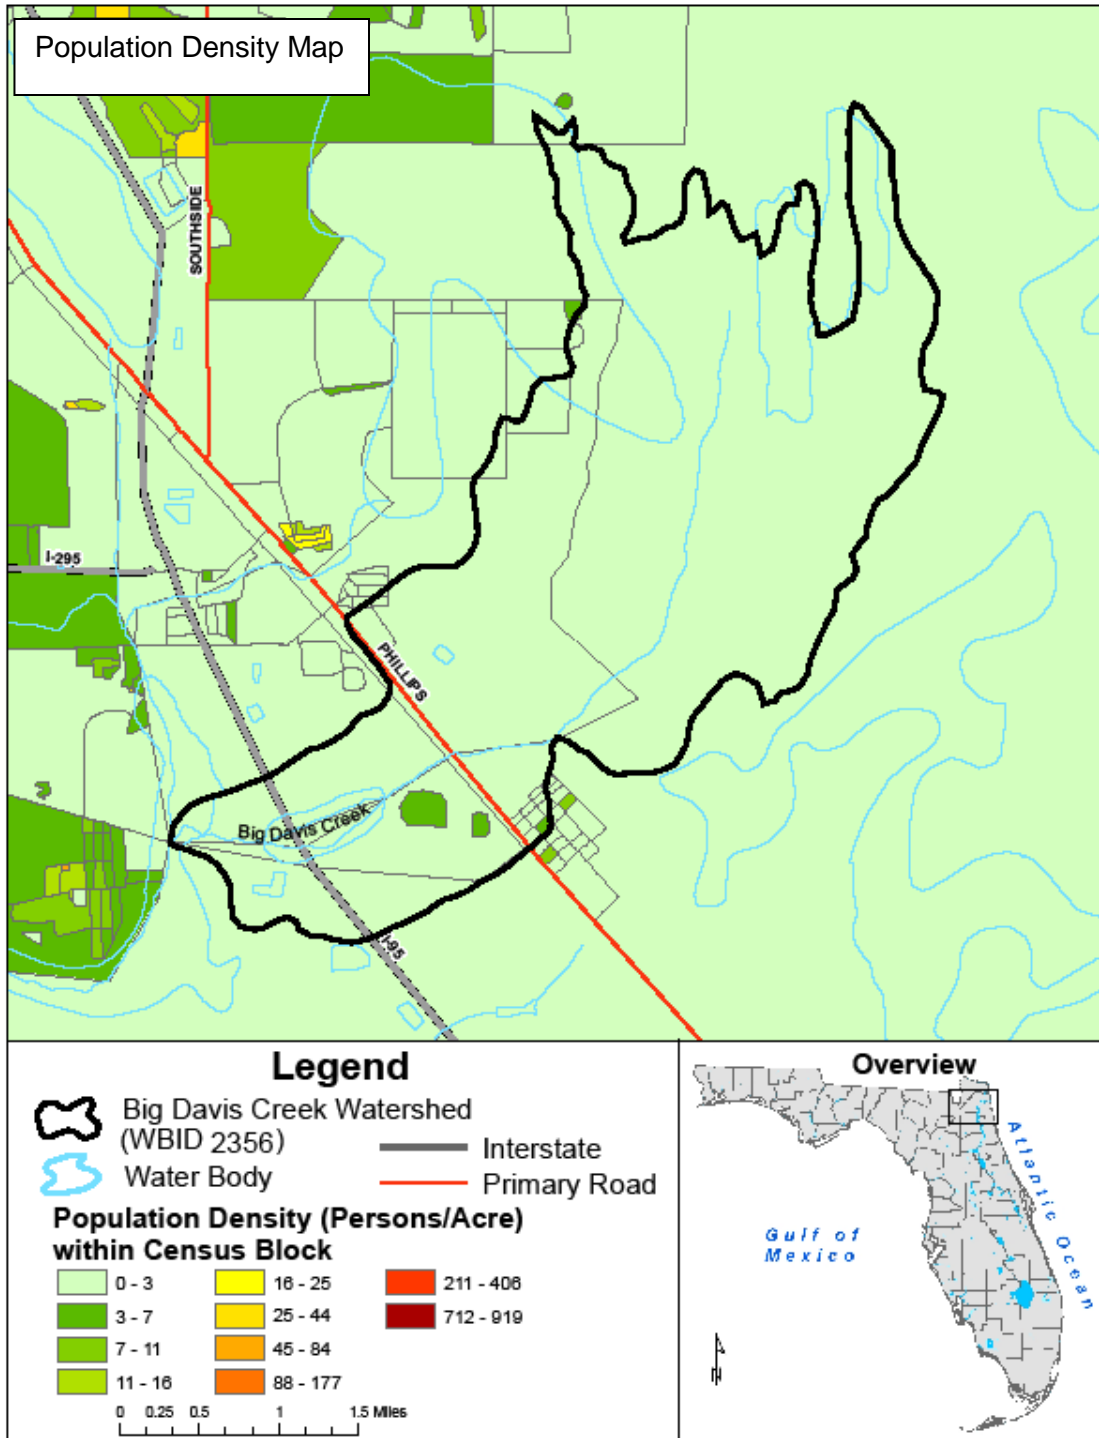 Population Density Map
SOUTHSIDE
I-295
PHILLIPS
Big Davis Creek
I-95
Legend
Big Davis Creek Watershed
(WBID 2356)
Water Body
Interstate
Primary Road
Population Density (Persons/Acre)
within Census Block
0 - 3
3 - 7
7 - 11
11 - 16
16 - 25
25 - 44
45 - 84
88 - 177
211 - 406
712 - 919
0 0.25 0.5 1 1.5 Miles
Overview
Atlantic Ocean
Gulf of
Mexico
N